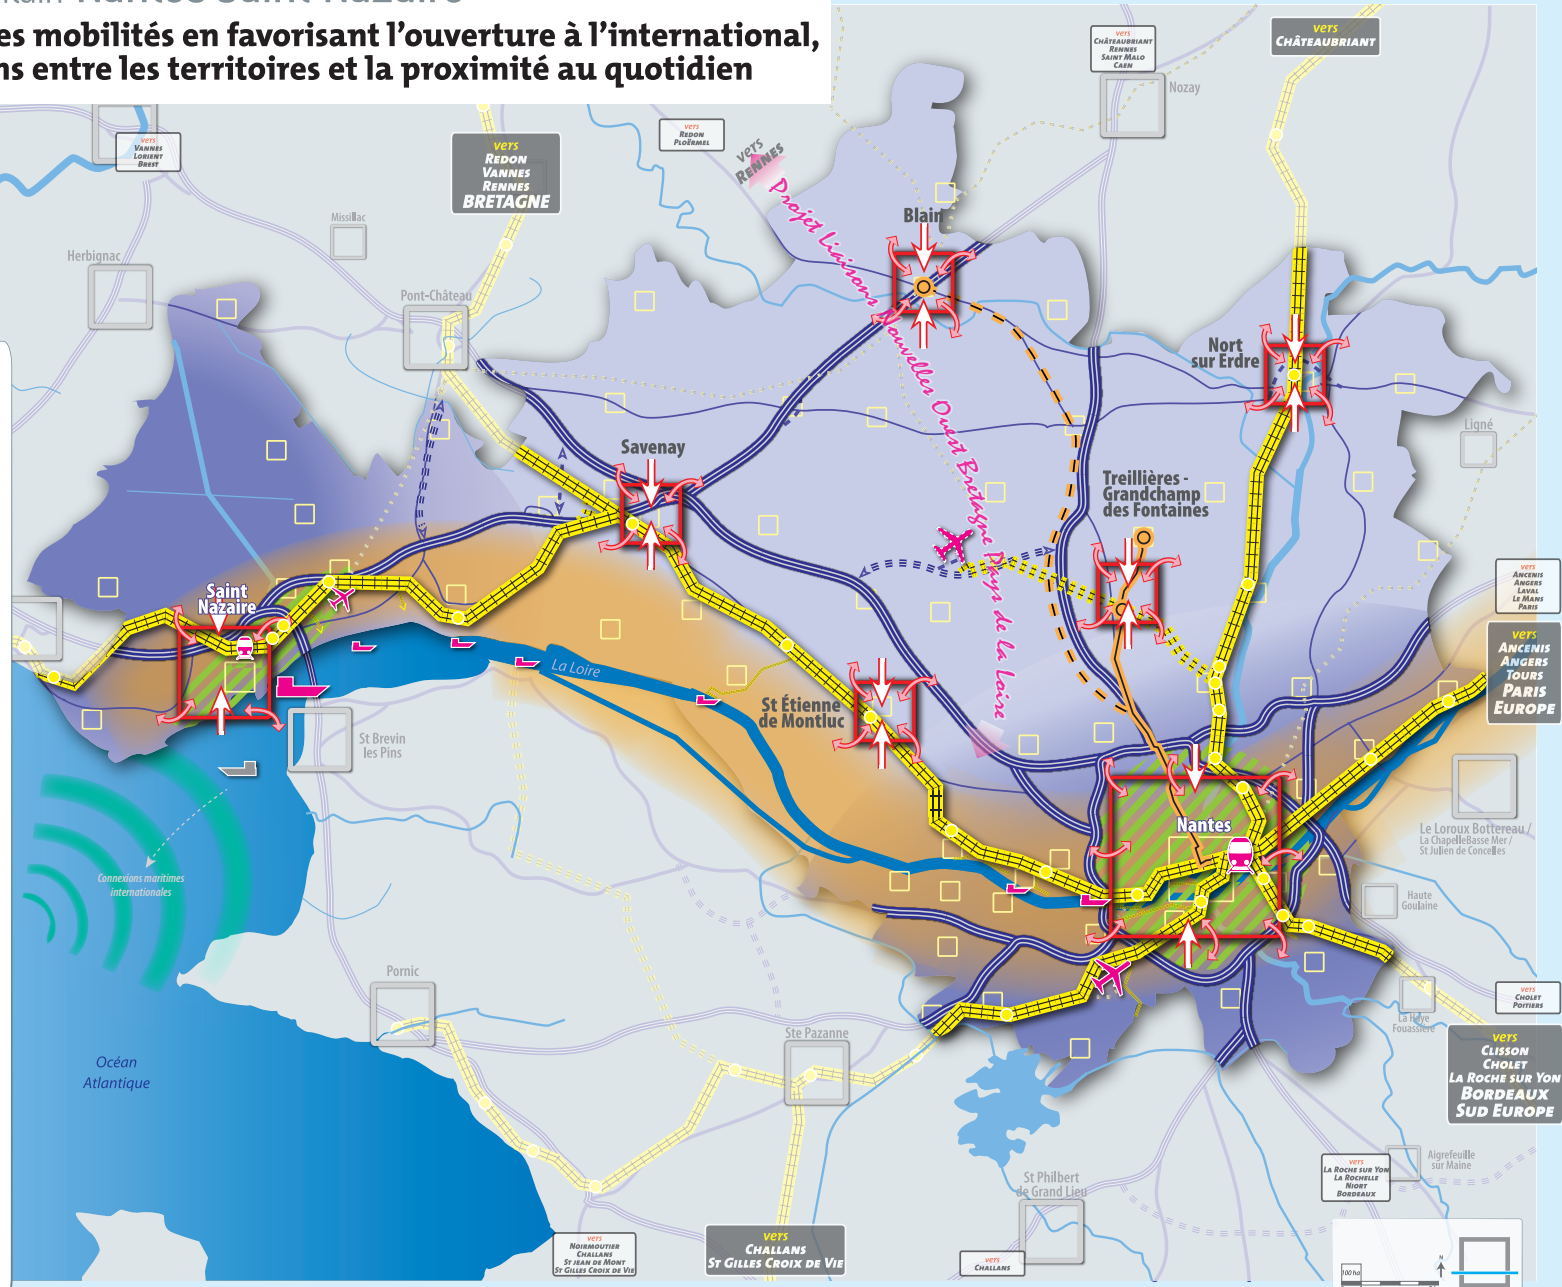 Nantes Saint-Nazaire
es mobilités en favorisant l'ouverture à l'international,
ns entre les territoires et la proximité au quotidien
vers
CHÂTEAUBRIANT
RENNES
SAINT MALO
CAEN
vers
CHÂTEAUBRIANT
Nozay
vers
VANNES
LORIENT
BREST
vers
REDON
VANNES
RENNES
BRETAGNE
vers
REDON
PLOËRMEL
vers
RENNES
Projet Liaisons Nouvelles Ouest Bretagne Pays de la Loire
Missillac
Herbignac
Pont-Château
Blain
Nort
sur Erdre
Ligné
Savenay
Treillières -
Grandchamp
des Fontaines
Saint
Nazaire
La Loire
St Étienne
de Montluc
vers
ANCENIS
ANGERS
LAVAL
LE MANS
PARIS
vers
ANCENIS
ANGERS
TOURS
PARIS
EUROPE
St Brevin
les Pins
Nantes
Le Loroux Bottereau /
La ChapelleBasse Mer /
St Julien de Concelles
Connexions maritimes
internationales
Haute
Goulaine
Pornic
La Haye
Fouassière
vers
CHOLET
POITIERS
Ste Pazanne
Océan
Atlantique
vers
CLISSON
CHOLET
LA ROCHE SUR YON
BORDEAUX
SUD EUROPE
Aigrefeuille
sur Maine
vers
LA ROCHE SUR YON
LA ROCHELLE
NIORT
BORDEAUX
St Philbert
de Grand Lieu
vers
NOIRMOUTIER
CHALLANS
ST JEAN DE MONT
ST GILLES CROIX DE VIE
vers
CHALLANS
ST GILLES CROIX DE VIE
vers
CHALLANS
100 ha
N